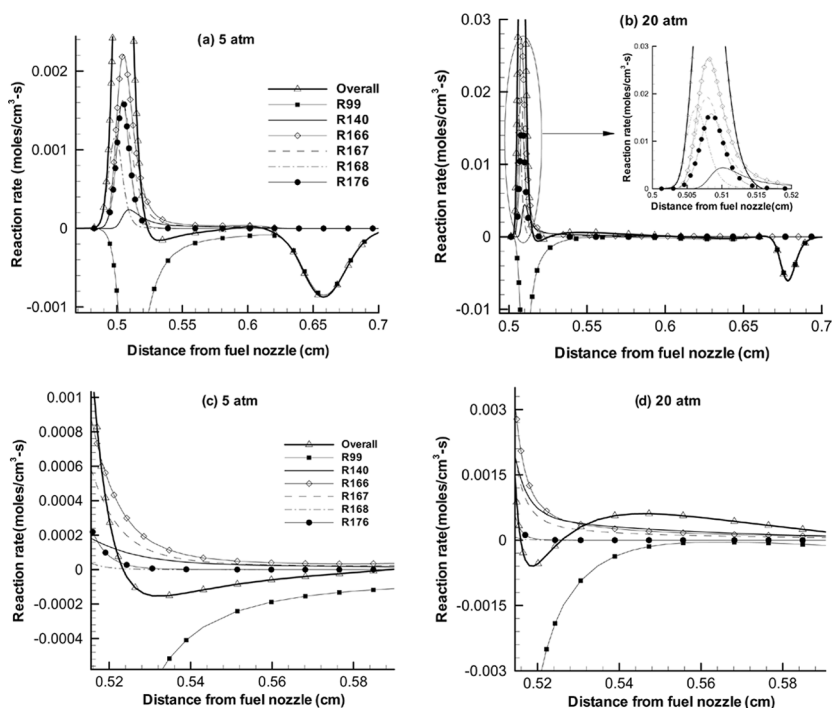 (a) 5 atm
Reaction rate (moles/cm³-s)
0.002
0.001
0
-0.001
Overall
R99
R140
R166
R167
R168
R176
0.5
0.55
0.6
0.65
0.7
Distance from fuel nozzle (cm)
(b) 20 atm
Reaction rate(moles/cm³-s)
0.03
0.02
0.01
0
-0.01
0.5
0.55
0.6
0.65
0.7
Distance from fuel nozzle (cm)
Reaction rate(moles/cm³-s)
0.03
0.02
0.01
0
0.5
0.505
0.51
0.515
0.52
Distance from fuel nozzle(cm)
(c) 5 atm
Reaction rate(moles/cm³-s)
0.001
0.0008
0.0006
0.0004
0.0002
0
-0.0002
-0.0004
Overall
R99
R140
R166
R167
R168
R176
0.52
0.54
0.56
0.58
Distance from fuel nozzle (cm)
(d) 20 atm
Reaction rate(moles/cm³-s)
0.003
0.0015
0
-0.0015
-0.003
0.52
0.54
0.56
0.58
Distance from fuel nozzle (cm)